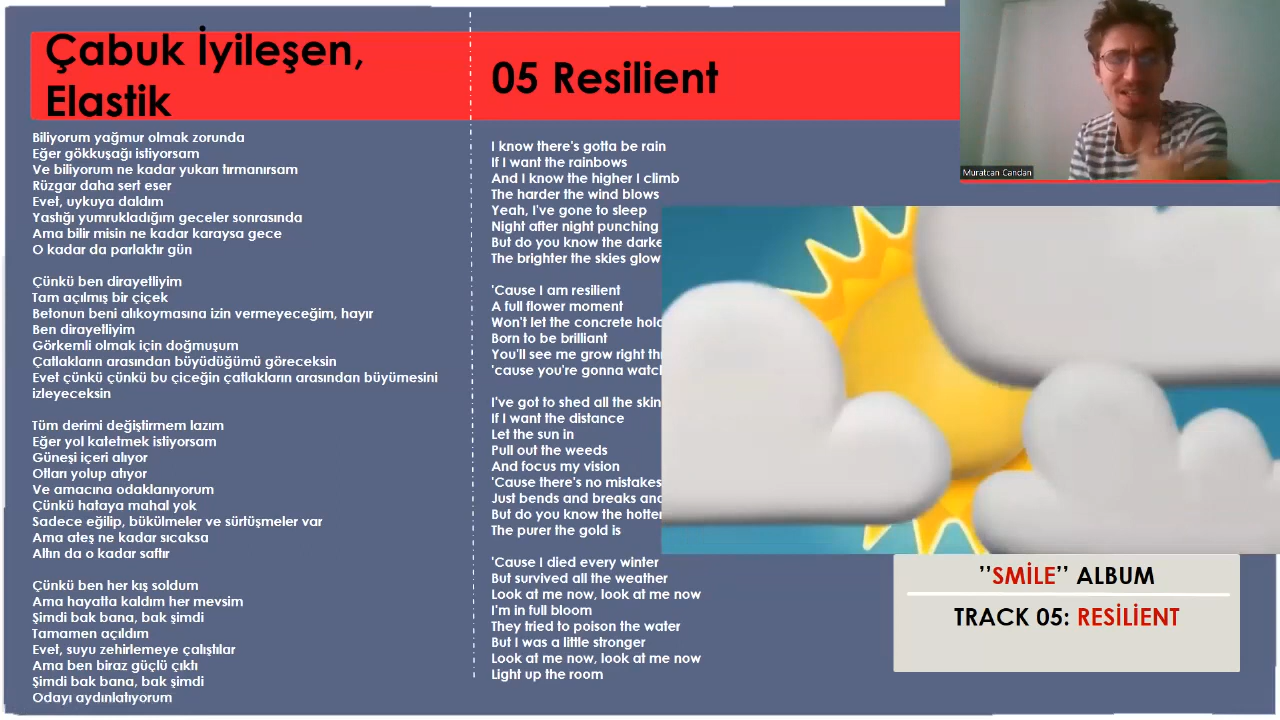 Çabuk İyileşen,
Elastik
Biliyorum yağmur olmak zorunda
Eğer gökkuşağı istiyorsam
Ve biliyorum ne kadar yukarı tırmanırsam
Rüzgar daha sert eser
Evet, uykuya daldım
Yastığı yumrukladığım geceler sonrasında
Ama bilir misin ne kadar karaysa gece
O kadar da parlaktır gün
Çünkü ben dirayetliyim
Tam açılmış bir çiçek
Betonun beni alıkoymasına izin vermeyeceğim, hayır
Ben dirayetliyim
Görkemli olmak için doğmuşum
Çatlakların arasından büyüdüğümü göreceksin
Evet çünkü çünkü bu çiceğin çatlakların arasından büyümesini
izleyeceksin
Tüm derimi değiştirmem lazım
Eğer yol katetmek istiyorsam
Güneşi içeri alıyor
Otları yolup atıyor
Ve amacına odaklanıyorum
Çünkü hataya mahal yok
Sadece eğilip, bükülmeler ve sürtüşmeler var
Ama ateş ne kadar sıcaksa
Altın da o kadar saftır
Çünkü ben her kış soldum
Ama hayatta kaldım her mevsim
Şimdi bak bana, bak şimdi
Tamamen açıldım
Evet, suyu zehirlemeye çalıştılar
Ama ben biraz güçlü çıktı
Şimdi bak bana, bak şimdi
Odayı aydınlatıyorum
05 Resilient
I know there's gotta be rain
If I want the rainbows
And I know the higher I climb
The harder the wind blows
Yeah, I've gone to sleep
Night after night punching
But do you know the darke
The brighter the skies glow
'Cause I am resilient
A full flower moment
Won't let the concrete hold
Born to be brilliant
You'll see me grow right thr
'cause you're gonna watch
I've got to shed all the skin
If I want the distance
Let the sun in
Pull out the weeds
And focus my vision
'Cause there's no mistakes
Just bends and breaks and
But do you know the hotter
The purer the gold is
'Cause I died every winter
But survived all the weather
Look at me now, look at me now
I'm in full bloom
They tried to poison the water
But I was a little stronger
Look at me now, look at me now
Light up the room
Muratcan Candan
’’SMİLE’’ ALBUM
TRACK 05: RESİLİENT